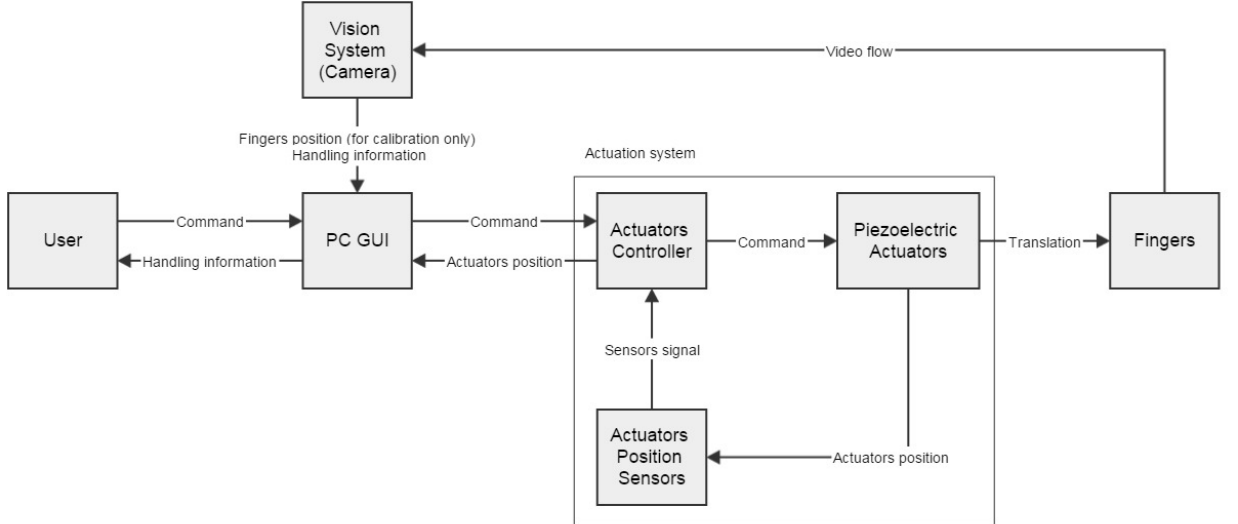 Vision
System
(Camera)
Video flow
Fingers position (for calibration only)
Handling information
Actuation system
User
Command
Handling information
PC GUI
Command
Actuators position
Actuators
Controller
Command
Piezoelectric
Actuators
Translation
Fingers
Sensors signal
Actuators
Position
Sensors
Actuators position